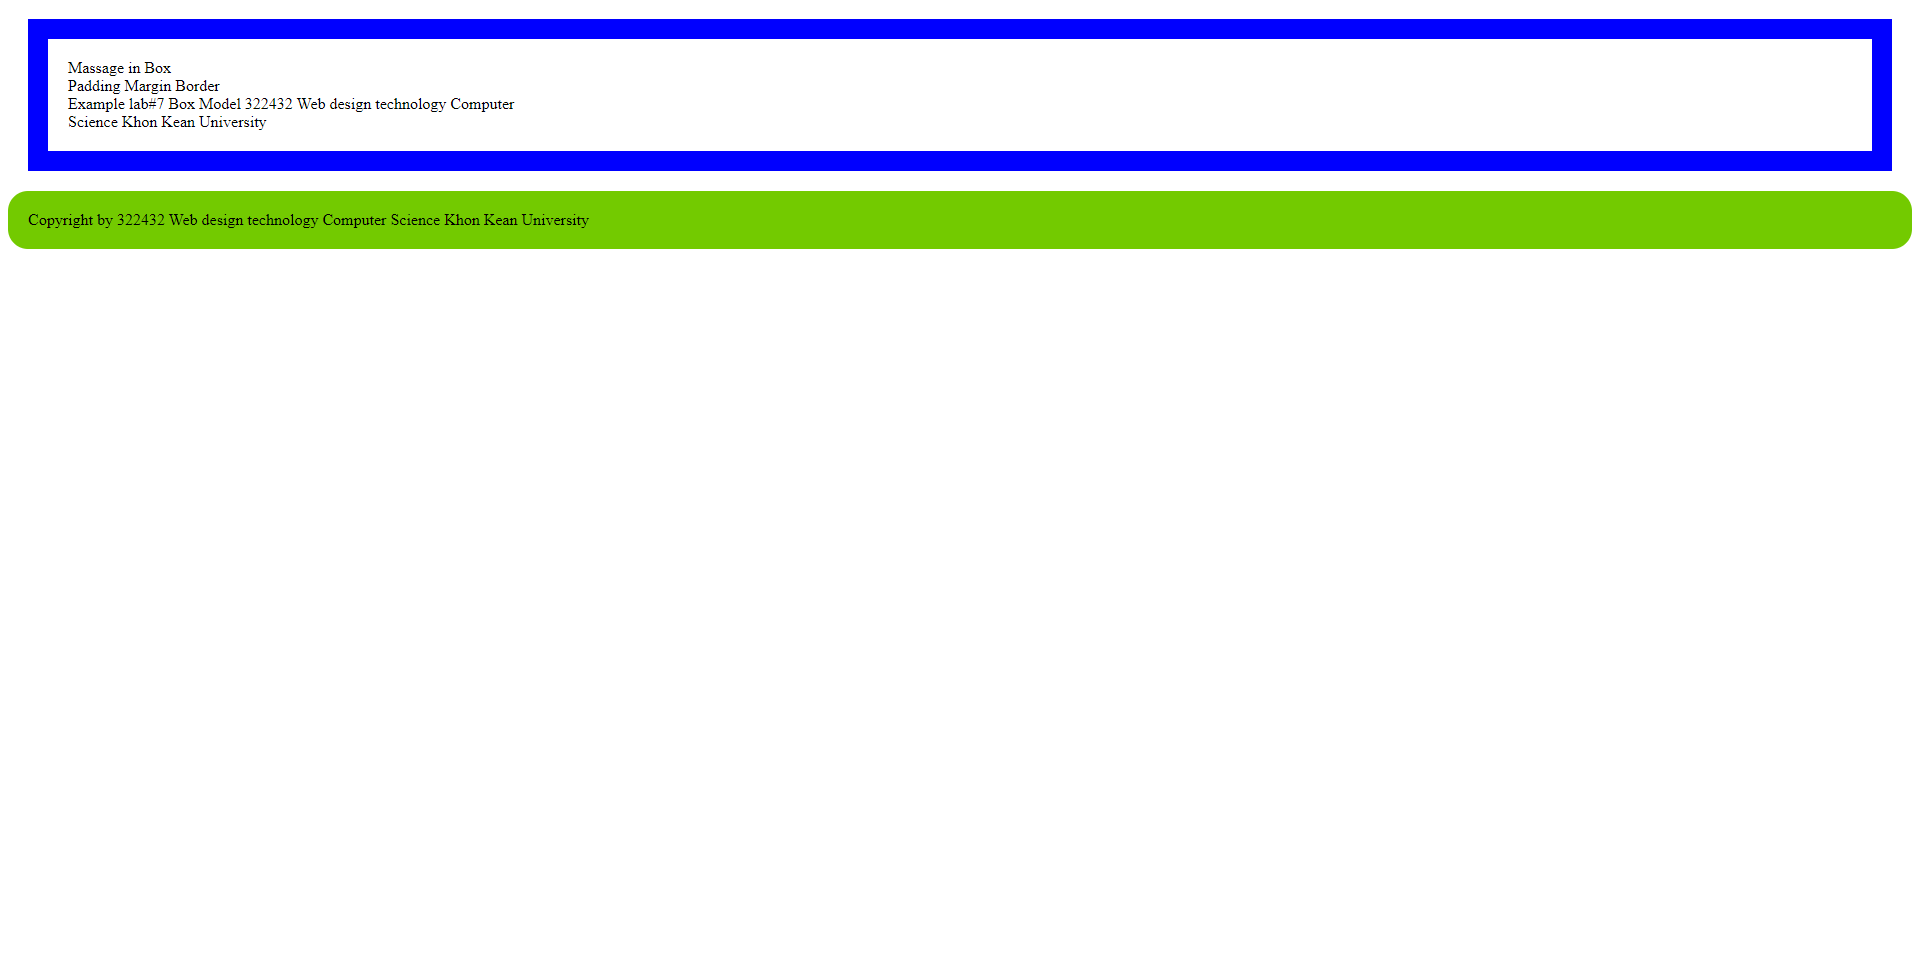 Massage in Box
Padding Margin Border
Example lab#7 Box Model 322432 Web design technology Computer
Science Khon Kean University
Copyright by 322432 Web design technology Computer Science Khon Kean University